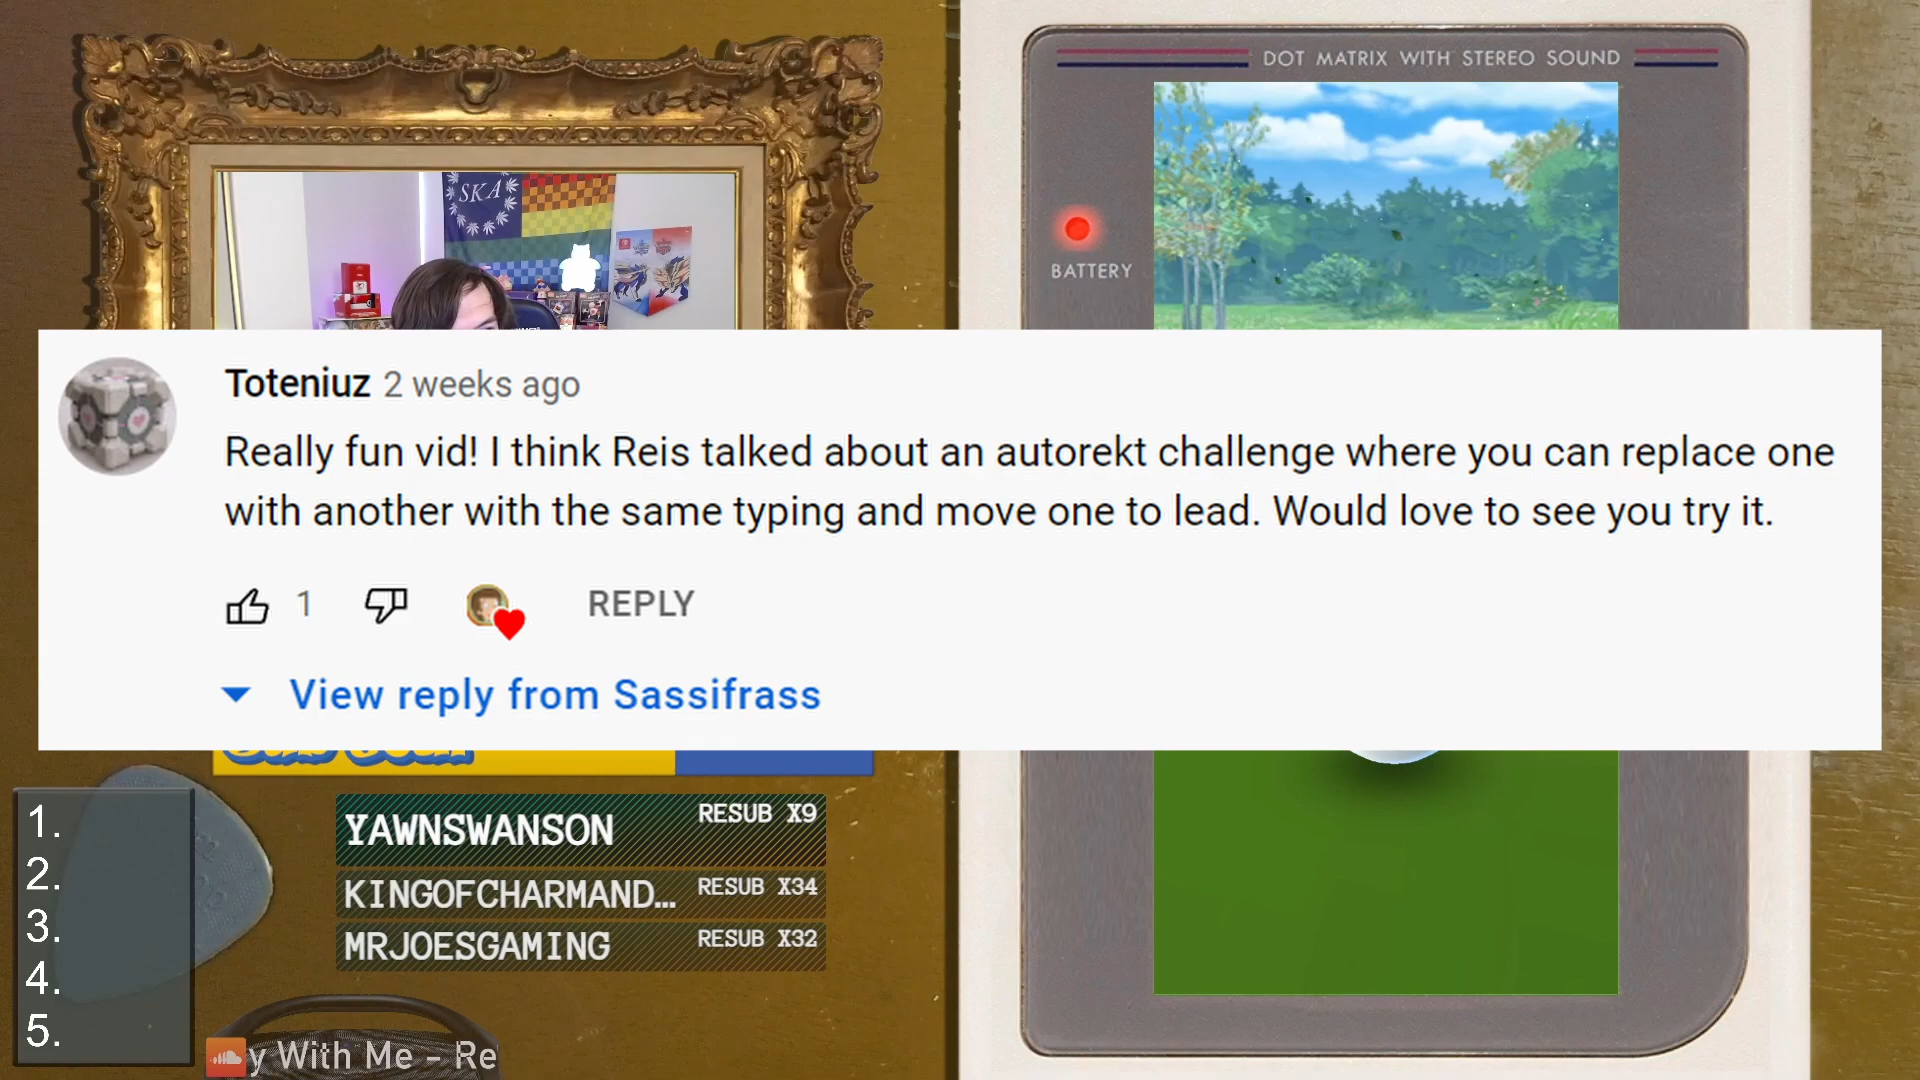 DOT MATRIX WITH STEREO SOUND
SKA
BATTERY
Toteniuz 2 weeks ago
Really fun vid! I think Reis talked about an autorekt challenge where you can replace one
with another with the same typing and move one to lead. Would love to see you try it.
1
REPLY
View reply from Sassifrass
YAWNSWANSON RESUB X9
KINGOFCHARMAND... RESUB X34
MRJOESGAMING RESUB X32
1.
2.
3.
4.
5.
y With Me - Re